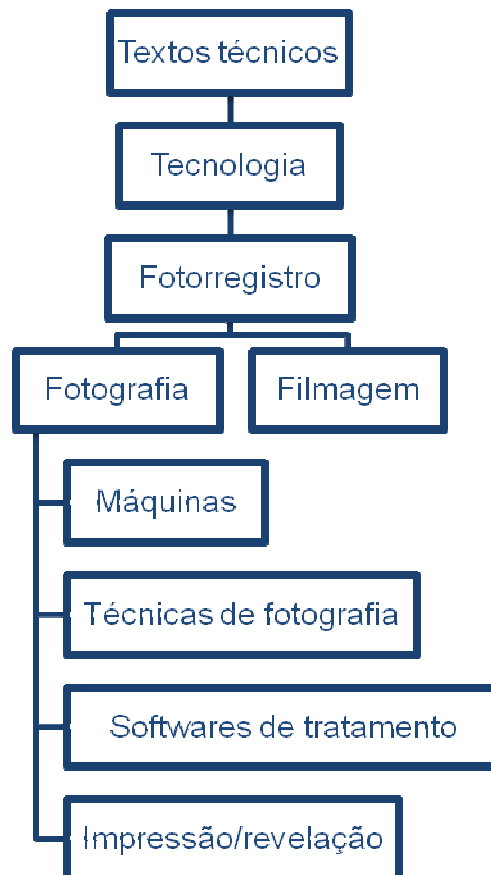 Textos técnicos
Tecnologia
Fotorregistro
Fotografia
Filmagem
Máquinas
Técnicas de fotografia
Softwares de tratamento
Impressão/revelação